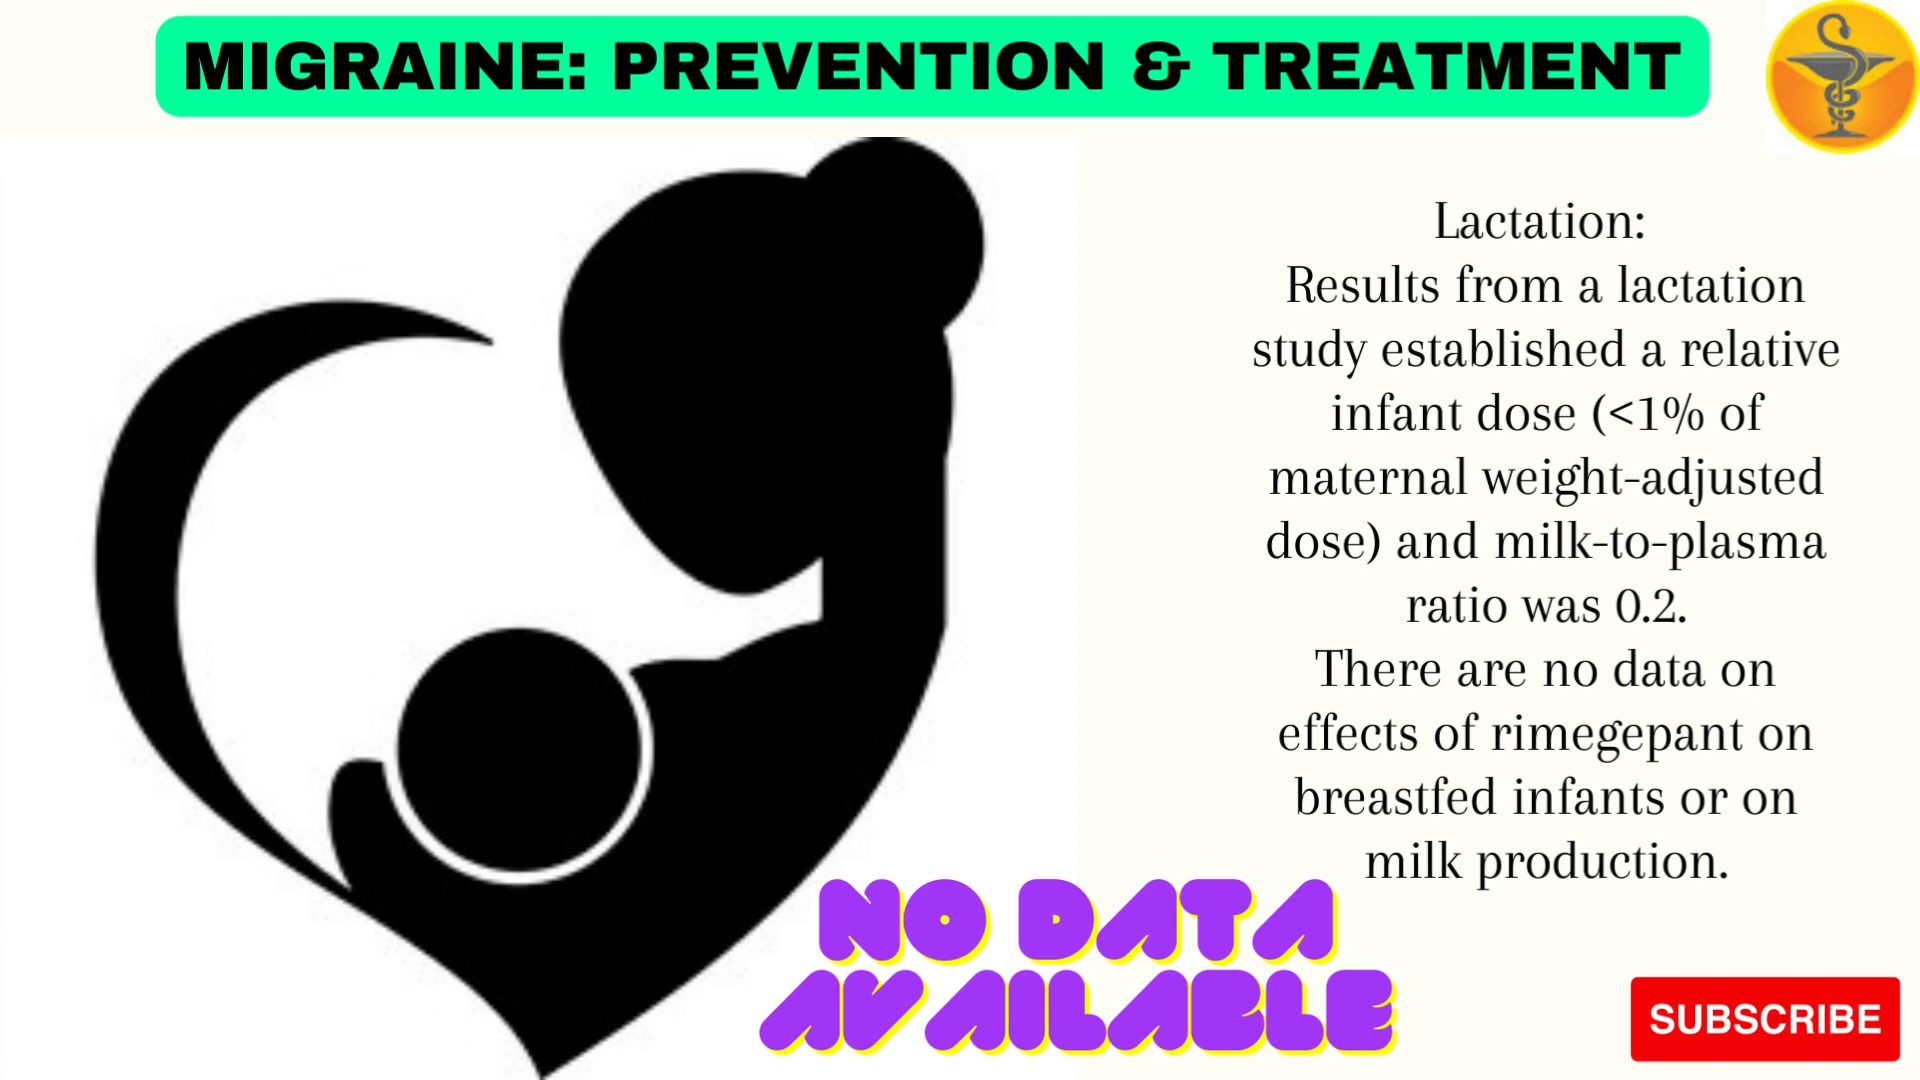 MIGRAINE: PREVENTION & TREATMENT
Lactation:
Results from a lactation
study established a relative
infant dose (<1% of
maternal weight-adjusted
dose) and milk-to-plasma
ratio was 0.2.
There are no data on
effects of rimegepant on
breastfed infants or on
milk production.
NO DATA
AVAILABLE
SUBSCRIBE